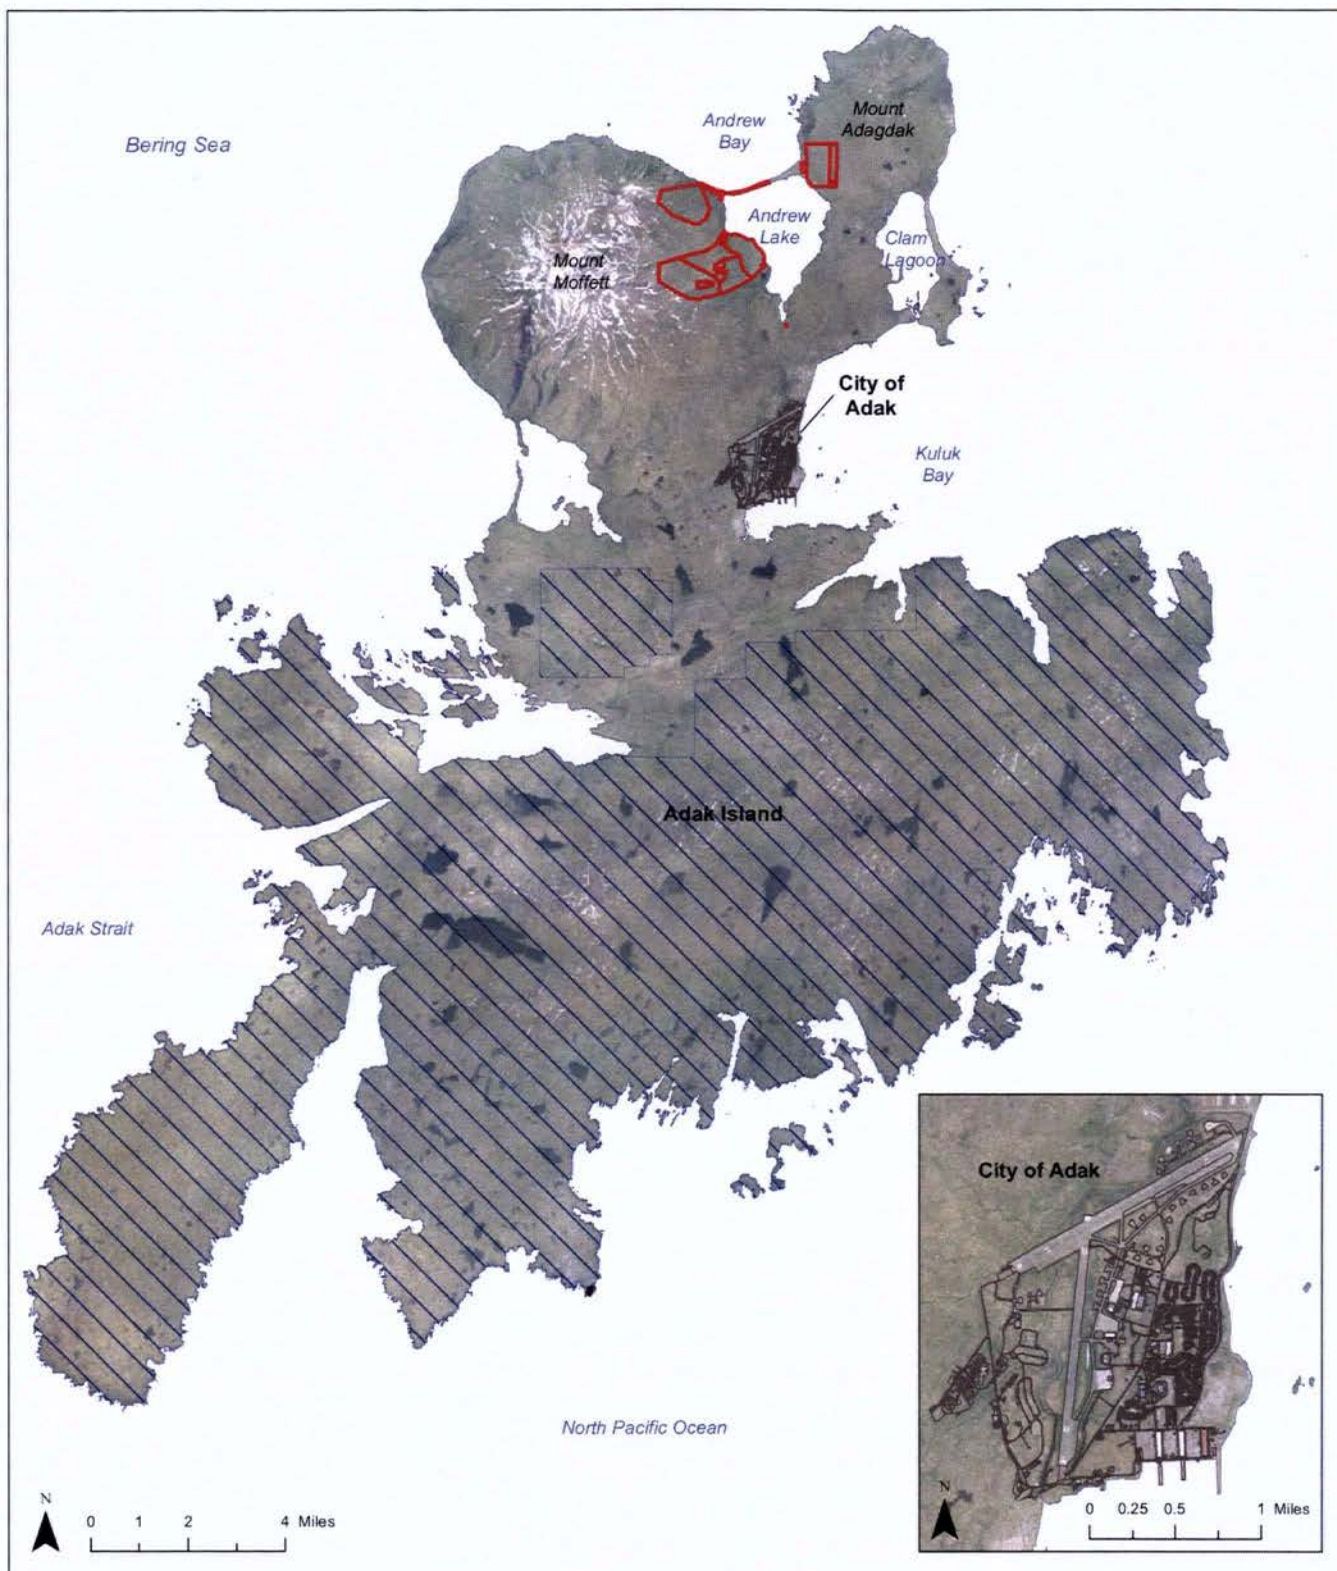 Bering Sea
Andrew
Bay
Mount
Adagdak
Andrew
Lake
Clam
Lagoon
Mount
Moffett
City of
Adak
Kuluk
Bay
Adak Island
Adak Strait
City of Adak
North Pacific Ocean
N
0 1 2 4 Miles
N
0 0.25 0.5 1 Miles